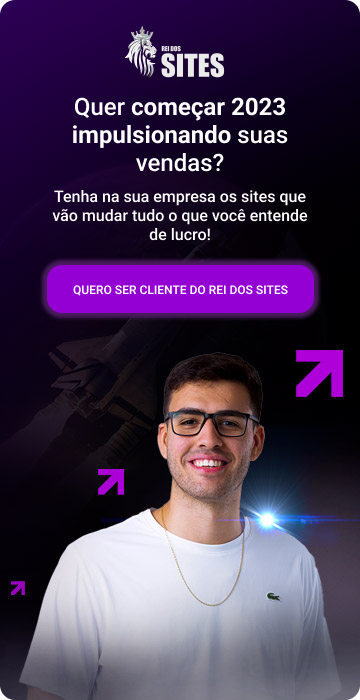 REI DOS
SITES
Quer começar 2023
impulsionando suas
vendas?
Tenha na sua empresa os sites que
vão mudar tudo o que você entende
de lucro!
QUERO SER CLIENTE DO REI DOS SITES